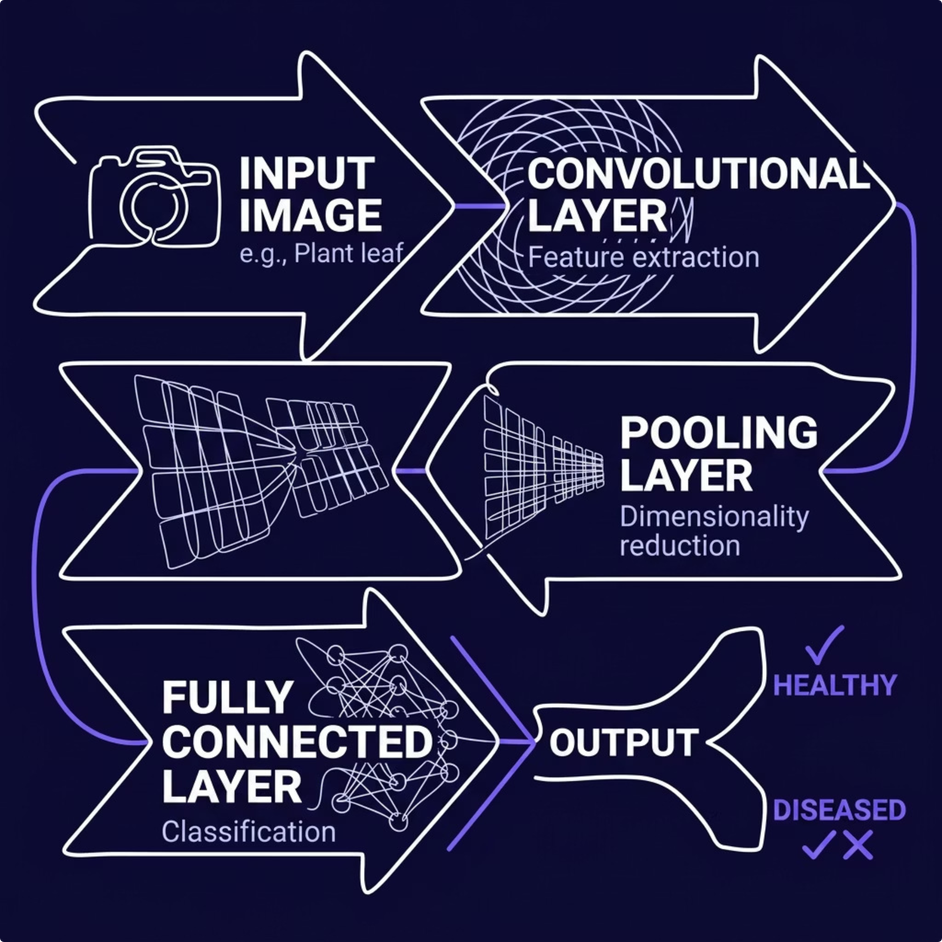 INPUT
IMAGE
e.g., Plant leaf
CONVOLUTIONAL
LAYER
Feature extraction
POOLING
LAYER
Dimensionality
reduction
FULLY
CONNECTED
LAYER
Classification
OUTPUT
HEALTHY
DISEASED